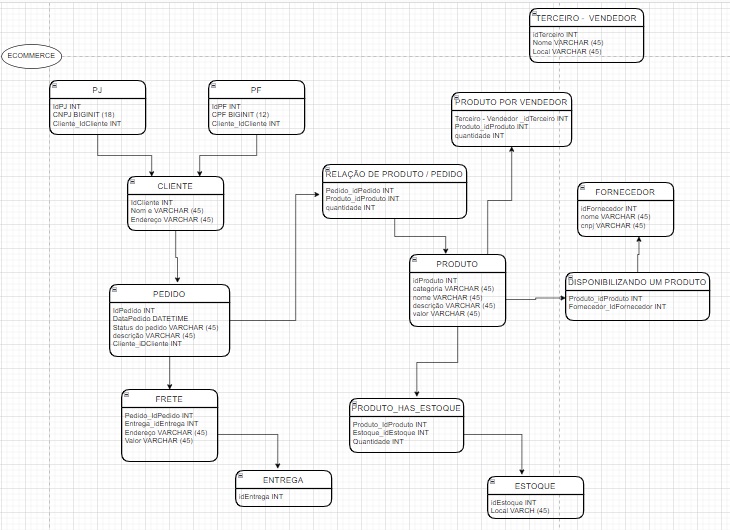 TERCEIRO - VENDEDOR
idTerceiro INT
Nome VARCHAR (45)
Local VARCHAR (45)
ECOMMERCE
PJ
IdPJ INT
CNPJ BIGINIT (18)
Cliente_IdCliente INT
PF
IdPF INT
CPF BIGINIT (12)
Cliente_IdCliente INT
PRODUTO POR VENDEDOR
Terceiro - Vendedor _idTerceiro INT
Produto_idProduto INT
quantidade INT
CLIENTE
IdCliente INT
Nom e VARCHAR (45)
Endereço VARCHAR (45)
RELAÇÃO DE PRODUTO / PEDIDO
Pedido_idPedido INT
Produto_idProduto INT
quantidade INT
FORNECEDOR
idFornecedor INT
nome VARCHAR (45)
cnpj VARCHAR (45)
PRODUTO
idProduto INT
categoria VARCHAR (45)
nome VARCHAR (45)
descrição VARCHAR (45)
valor VARCHAR (45)
DISPONIBILIZANDO UM PRODUTO
Produto_idProduto INT
Fornecedor_IdFornecedor INT
PEDIDO
IdPedido INT
DataPedido DATETIME
Status do pedido VARCHAR (45)
descrição VARCHAR (45)
Cliente_iDCliente INT
FRETE
Pedido_IdPedido INT
Entrega_idEntrega INT
Endereço VARCHAR (45)
Valor VARCHAR (45)
PRODUTO_HAS_ESTOQUE
Produto_IdProduto INT
Estoque_idEstoque INT
Quantidade INT
ENTREGA
idEntrega INT
ESTOQUE
idEstoque INT
Local VARCH (45)